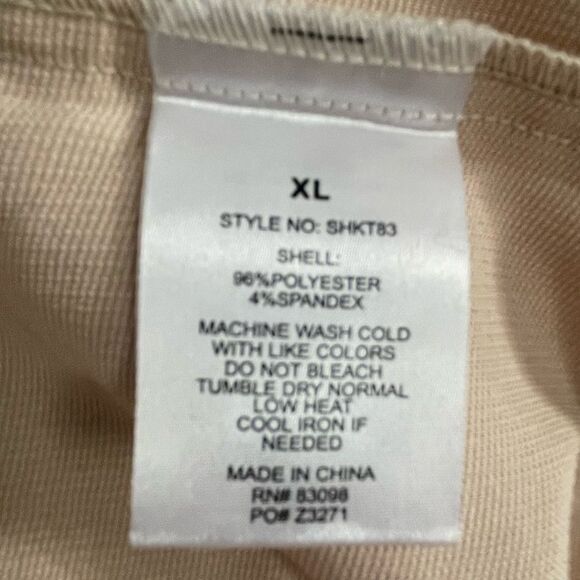 XL
STYLE NO: SHKT83
SHELL:
96%POLYESTER
4%SPANDEX
MACHINE WASH COLD
WITH LIKE COLORS
DO NOT BLEACH
TUMBLE DRY NORMAL
LOW HEAT
COOL IRON IF
NEEDED
MADE IN CHINA
RN# 83098
PO# Z3271